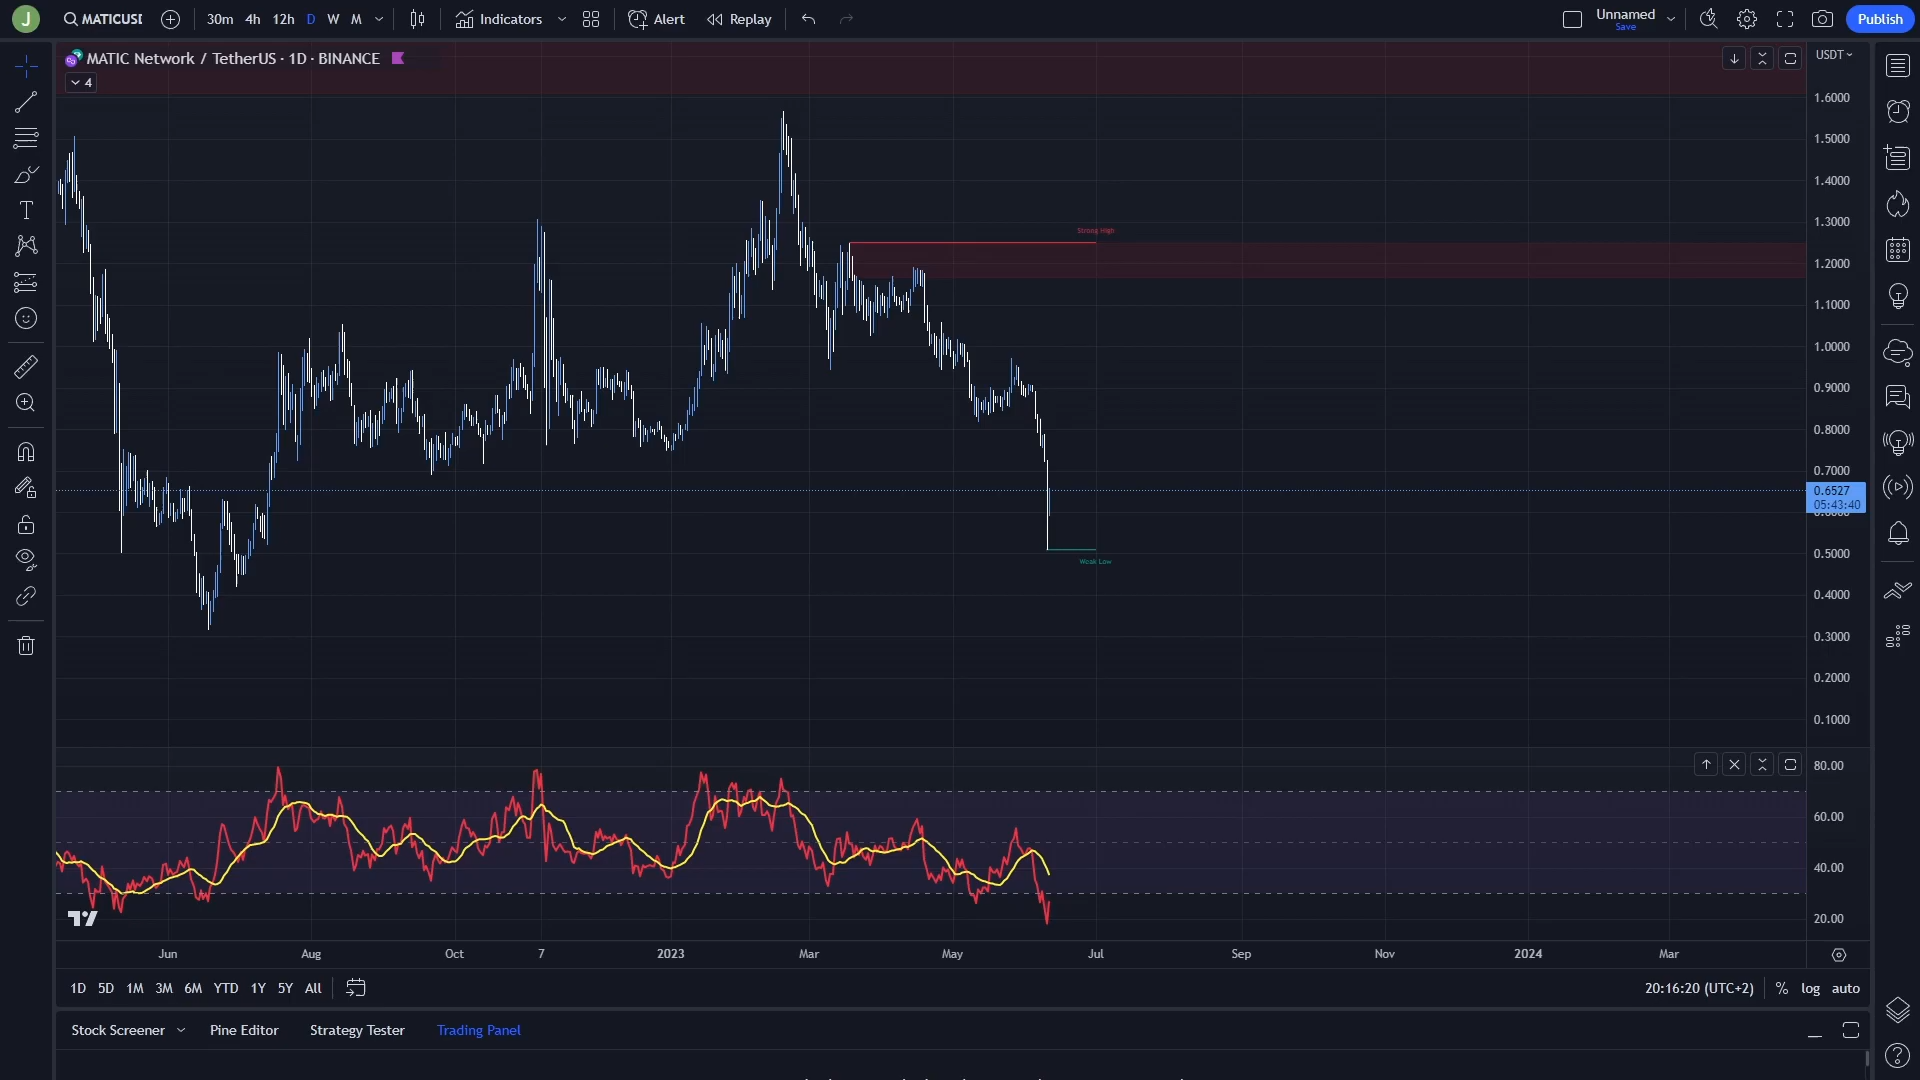 J
MATICUSI
30m 4h 12h D W M
Indicators
Alert
Replay
Unnamed
Save
Publish
MATIC Network / TetherUS · 1D · BINANCE
4
USDT
1.6000
1.5000
1.4000
1.3000
Strong High
1.2000
1.1000
1.0000
0.9000
0.8000
0.7000
0.6527
05:43:40
0.5000
Weak Low
0.4000
0.3000
0.2000
0.1000
80.00
60.00
40.00
20.00
Jun Aug Oct 7 2023 Mar May Jul Sep Nov 2024 Mar
1D 5D 1M 3M 6M YTD 1Y 5Y All
20:16:20 (UTC+2) % log auto
Stock Screener Pine Editor Strategy Tester Trading Panel